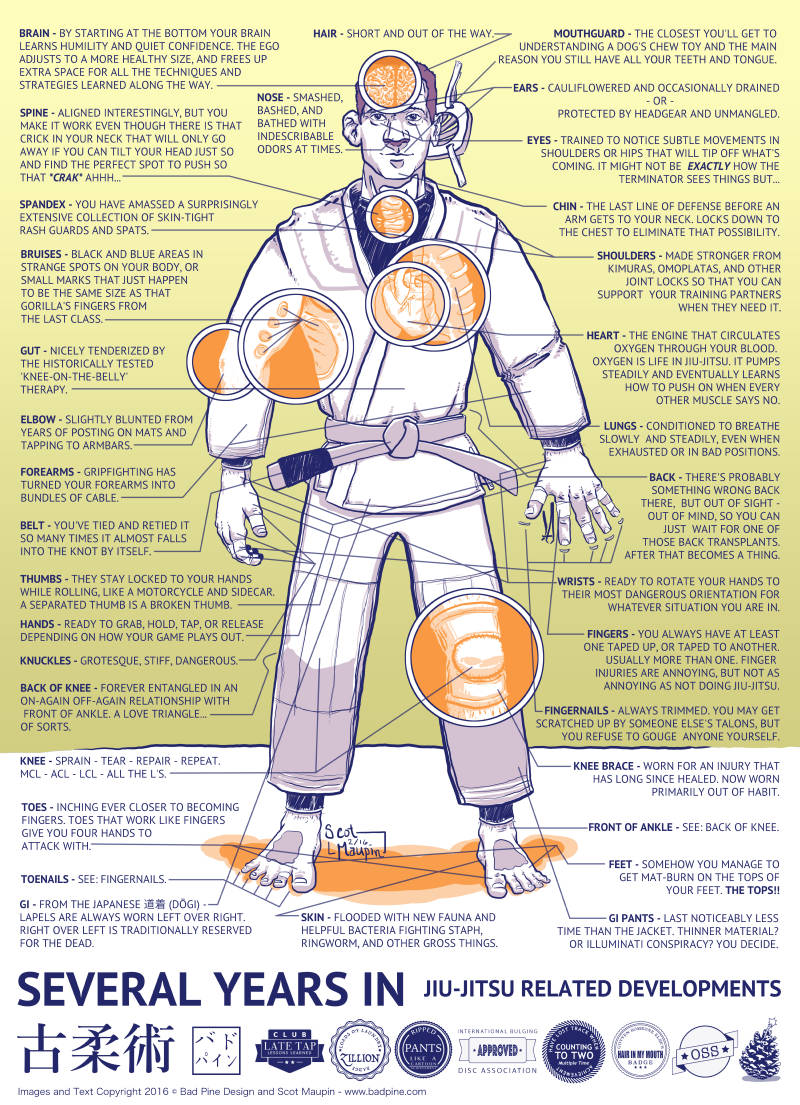 BRAIN - BY STARTING AT THE BOTTOM YOUR BRAIN
LEARNS HUMILITY AND QUIET CONFIDENCE. THE EGO
ADJUSTS TO A MORE HEALTHY SIZE, AND FREES UP
EXTRA SPACE FOR ALL THE TECHNIQUES AND
STRATEGIES LEARNED ALONG THE WAY.
HAIR - SHORT AND OUT OF THE WAY.
MOUTHGUARD - THE CLOSEST YOU'LL GET TO
UNDERSTANDING A DOG'S CHEW TOY AND THE MAIN
REASON YOU STILL HAVE ALL YOUR TEETH AND TONGUE.
NOSE - SMASHED,
BASHED, AND
BATHED WITH
INDESCRIBABLE
ODORS AT TIMES.
EARS - CAULIFLOWERED AND OCCASIONALLY DRAINED
- OR -
PROTECTED BY HEADGEAR AND UNMANGLED.
SPINE - ALIGNED INTERESTINGLY, BUT YOU
MAKE IT WORK EVEN THOUGH THERE IS THAT
CRICK IN YOUR NECK THAT WILL ONLY GO
AWAY IF YOU CAN TILT YOUR HEAD JUST SO
AND FIND THE PERFECT SPOT TO PUSH SO
THAT *CRAK* AHHH...
EYES - TRAINED TO NOTICE SUBTLE MOVEMENTS IN
SHOULDERS OR HIPS THAT WILL TIP OFF WHAT'S
COMING. IT MIGHT NOT BE EXACTLY HOW THE
TERMINATOR SEES THINGS BUT...
SPANDEX - YOU HAVE AMASSED A SURPRISINGLY
EXTENSIVE COLLECTION OF SKIN-TIGHT
RASH GUARDS AND SPATS.
CHIN - THE LAST LINE OF DEFENSE BEFORE AN
ARM GETS TO YOUR NECK. LOCKS DOWN TO
THE CHEST TO ELIMINATE THAT POSSIBILITY.
BRUISES - BLACK AND BLUE AREAS IN
STRANGE SPOTS ON YOUR BODY, OR
SMALL MARKS THAT JUST HAPPEN
TO BE THE SAME SIZE AS THAT
GORILLA'S FINGERS FROM
THE LAST CLASS.
SHOULDERS - MADE STRONGER FROM
KIMURAS, OMOPLATAS, AND OTHER
JOINT LOCKS SO THAT YOU CAN
SUPPORT YOUR TRAINING PARTNERS
WHEN THEY NEED IT.
GUT - NICELY TENDERIZED BY
THE HISTORICALLY TESTED
'KNEE-ON-THE-BELLY'
THERAPY.
HEART - THE ENGINE THAT CIRCULATES
OXYGEN THROUGH YOUR BLOOD.
OXYGEN IS LIFE IN JIU-JITSU. IT PUMPS
STEADILY AND EVENTUALLY LEARNS
HOW TO PUSH ON WHEN EVERY
OTHER MUSCLE SAYS NO.
ELBOW - SLIGHTLY BLUNTED FROM
YEARS OF POSTING ON MATS AND
TAPPING TO ARMBARS.
LUNGS - CONDITIONED TO BREATHE
SLOWLY AND STEADILY, EVEN WHEN
EXHAUSTED OR IN BAD POSITIONS.
FOREARMS - GRIPFIGHTING HAS
TURNED YOUR FOREARMS INTO
BUNDLES OF CABLE.
BACK - THERE'S PROBABLY
SOMETHING WRONG BACK
THERE, BUT OUT OF SIGHT -
OUT OF MIND, SO YOU CAN
JUST WAIT FOR ONE OF
THOSE BACK TRANSPLANTS.
AFTER THAT BECOMES A THING.
BELT - YOU'VE TIED AND RETIED IT
SO MANY TIMES IT ALMOST FALLS
INTO THE KNOT BY ITSELF.
THUMBS - THEY STAY LOCKED TO YOUR HANDS
WHILE ROLLING, LIKE A MOTORCYCLE AND SIDECAR.
A SEPARATED THUMB IS A BROKEN THUMB.
WRISTS - READY TO ROTATE YOUR HANDS TO
THEIR MOST DANGEROUS ORIENTATION FOR
WHATEVER SITUATION YOU ARE IN.
HANDS - READY TO GRAB, HOLD, TAP, OR RELEASE
DEPENDING ON HOW YOUR GAME PLAYS OUT.
FINGERS - YOU ALWAYS HAVE AT LEAST
ONE TAPED UP, OR TAPED TO ANOTHER.
USUALLY MORE THAN ONE. FINGER
INJURIES ARE ANNOYING, BUT NOT AS
ANNOYING AS NOT DOING JIU-JITSU.
KNUCKLES - GROTESQUE, STIFF, DANGEROUS.
BACK OF KNEE - FOREVER ENTANGLED IN AN
ON-AGAIN OFF-AGAIN RELATIONSHIP WITH
FRONT OF ANKLE. A LOVE TRIANGLE...
OF SORTS.
FINGERNAILS - ALWAYS TRIMMED. YOU MAY GET
SCRATCHED UP BY SOMEONE ELSE'S TALONS, BUT
YOU REFUSE TO GOUGE ANYONE YOURSELF.
KNEE - SPRAIN - TEAR - REPAIR - REPEAT.
MCL - ACL - LCL - ALL THE L'S.
KNEE BRACE - WORN FOR AN INJURY THAT
HAS LONG SINCE HEALED. NOW WORN
PRIMARILY OUT OF HABIT.
TOES - INCHING EVER CLOSER TO BECOMING
FINGERS. TOES THAT WORK LIKE FINGERS
GIVE YOU FOUR HANDS TO
ATTACK WITH.
Scot
2/16
L Maupin
FRONT OF ANKLE - SEE: BACK OF KNEE.
FEET - SOMEHOW YOU MANAGE TO
GET MAT-BURN ON THE TOPS OF
YOUR FEET. THE TOPS!!
TOENAILS - SEE: FINGERNAILS.
GI - FROM THE JAPANESE 道着 (DŌGI) -
LAPELS ARE ALWAYS WORN LEFT OVER RIGHT.
RIGHT OVER LEFT IS TRADITIONALLY RESERVED
FOR THE DEAD.
SKIN - FLOODED WITH NEW FAUNA AND
HELPFUL BACTERIA FIGHTING STAPH,
RINGWORM, AND OTHER GROSS THINGS.
GI PANTS - LAST NOTICEABLY LESS
TIME THAN THE JACKET. THINNER MATERIAL?
OR ILLUMINATI CONSPIRACY? YOU DECIDE.
SEVERAL YEARS IN JIU-JITSU RELATED DEVELOPMENTS
古柔術
バド
パイン
CLUB
LATE TAP
LESSONS LEARNED
LOADS OF LAUNDRY
ZILLION
BADGE
RIPPED
PANTS
LIKE A
CARTOON
INTERNATIONAL BULGING
APPROVED
DISC ASSOCIATION
LOST TRACK
COUNTING
TO TWO
Multiple Time
HAIR IN MY MOUTH
BADGE
OSS
Images and Text Copyright 2016 © Bad Pine Design and Scot Maupin - www.badpine.com